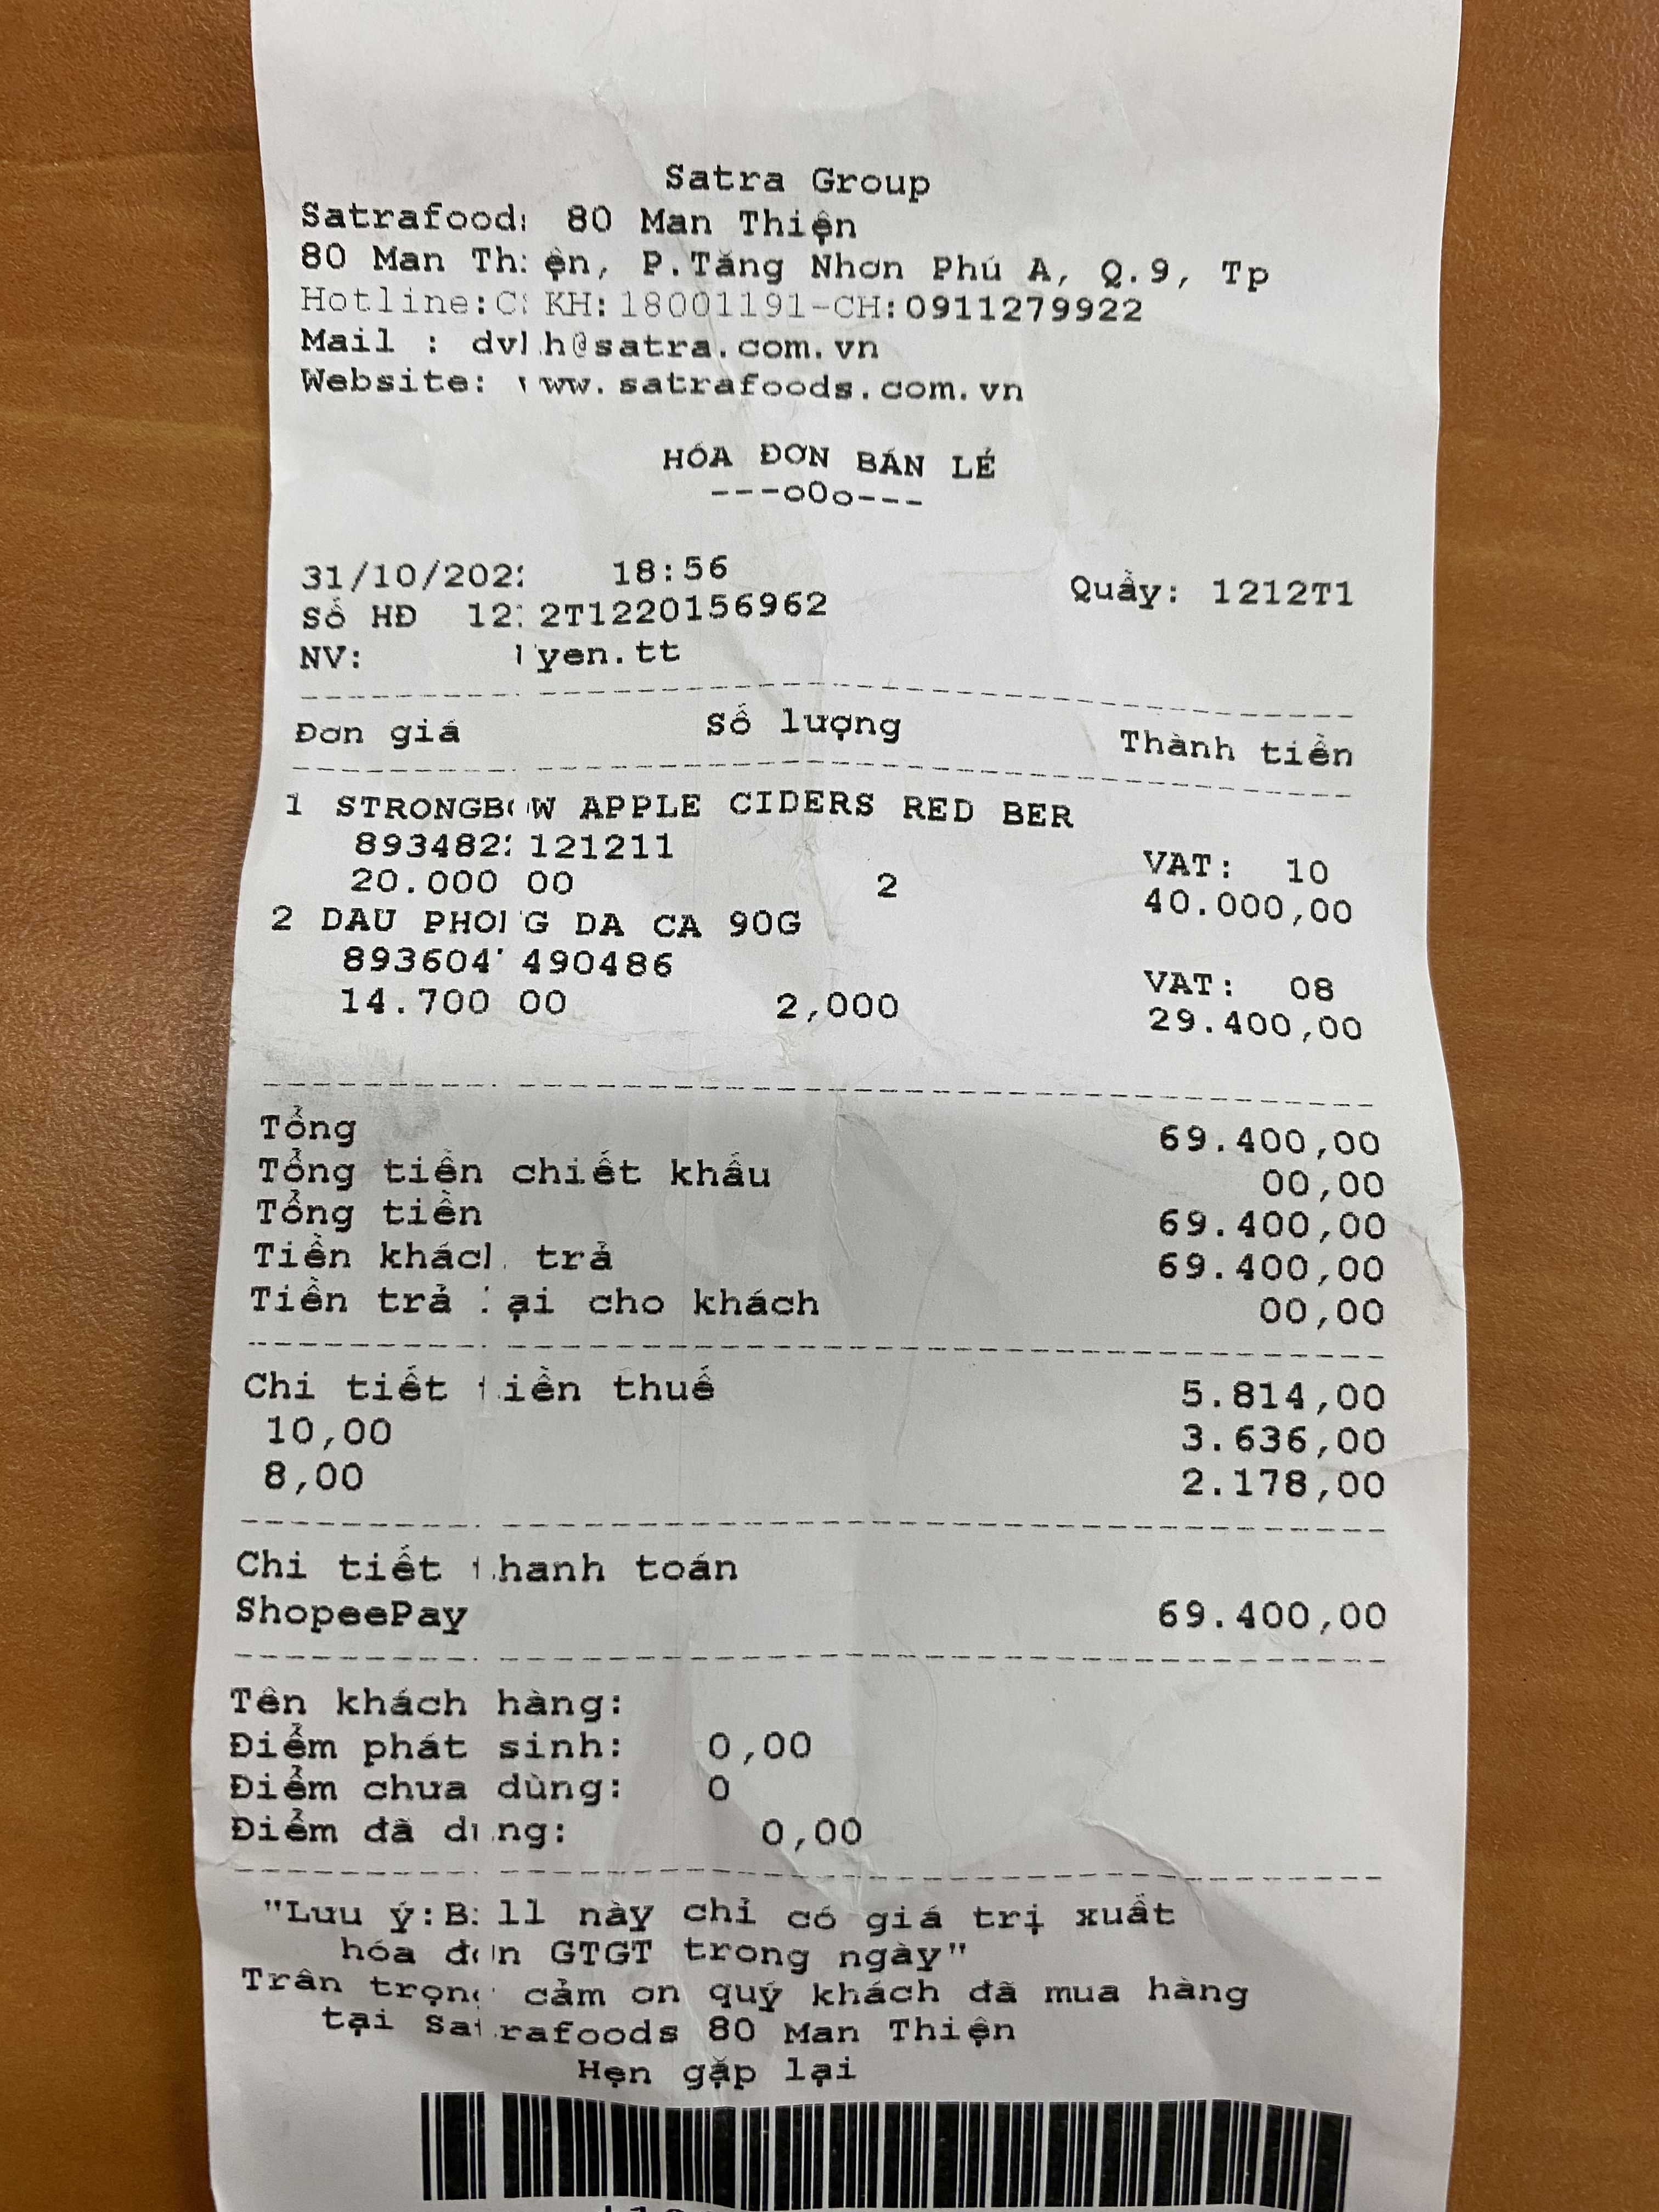 Satra Group
Satrafoods 80 Man Thiện
80 Man Thiện, P.Tăng Nhơn Phú A, Q.9, Tp
Hotline:CSKH:18001191-CH:0911279922
Mail : dvkh@satra.com.vn
Website: www.satrafoods.com.vn
HÓA ĐƠN BÁN LẺ
---oOo---
31/10/2022 18:56 Quầy: 1212T1
Số HĐ 1212T1220156962
NV: yen.tt
Đơn giá Số lượng Thành tiền
1 STRONGBOW APPLE CIDERS RED BER
121211 VAT: 10
20.000 00 2 40.000,00
2 DAU PHONG DA CA 90G
490486 VAT: 08
14.700 00 2,000 29.400,00
Tổng 69.400,00
Tổng tiền chiết khấu 00,00
Tổng tiền 69.400,00
Tiền khách trả 69.400,00
Tiền trả lại cho khách 00,00
Chi tiết tiền thuế 5.814,00
10,00 3.636,00
8,00 2.178,00
Chi tiết thanh toán
ShopeePay 69.400,00
Tên khách hàng:
Điểm phát sinh: 0,00
Điểm chưa dùng: 0
Điểm đã dùng: 0,00
"Lưu ý:Bill này chỉ có giá trị xuất
hóa đơn GTGT trong ngày"
Trân trọng cảm ơn quý khách đã mua hàng
tại Satrafoods 80 Man Thiện
Hẹn gặp lại